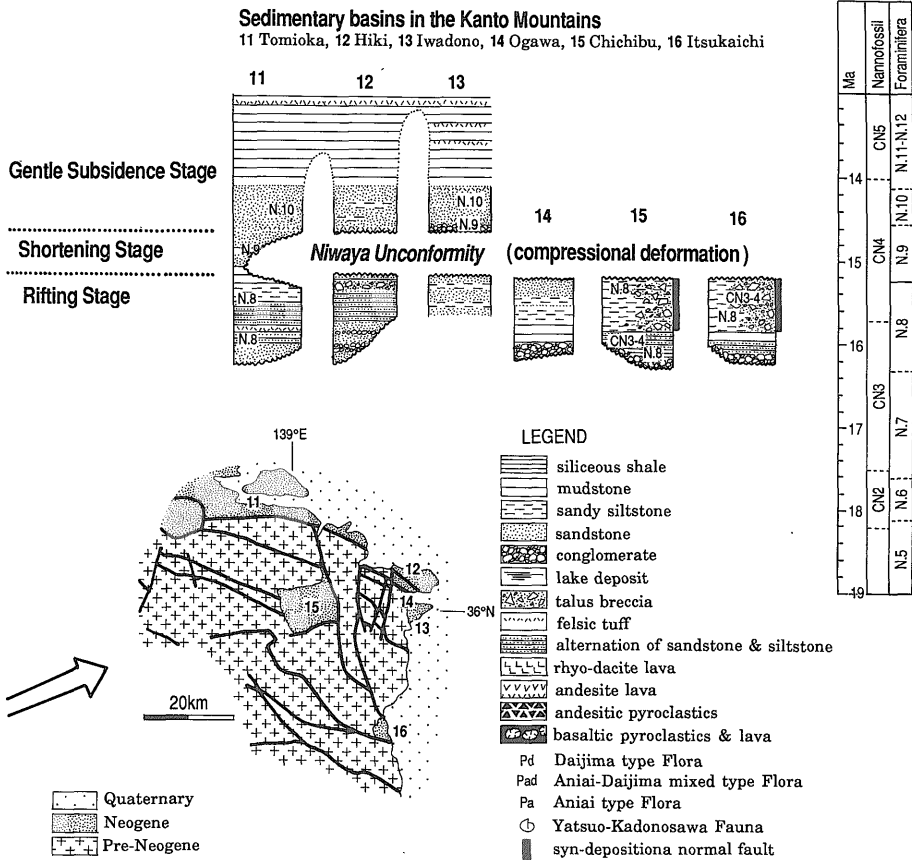 Sedimentary basins in the Kanto Mountains
11 Tomioka, 12 Hiki, 13 Iwadono, 14 Ogawa, 15 Chichibu, 16 Itsukaichi
11 12 13
Gentle Subsidence Stage
Shortening Stage
Rifting Stage
N.10
N.9
N.10
N.9
Niwaya Unconformity (compressional deformation)
14 15 16
N.8
N.8
N.8
CN3-4
N.8
CN3-4
N.8
Ma
Nannofossil
Foraminifera
14
15
16
17
18
19
CN5
CN4
CN3
CN2
N.11-N.12
N.10
N.9
N.8
N.7
N.6
N.5
139°E
36°N
11
12
14
13
15
16
20km
Quaternary
Neogene
Pre-Neogene
LEGEND
siliceous shale
mudstone
sandy siltstone
sandstone
conglomerate
lake deposit
talus breccia
felsic tuff
alternation of sandstone & siltstone
rhyo-dacite lava
andesite lava
andesitic pyroclastics
basaltic pyroclastics & lava
Pd Daijima type Flora
Pad Aniai-Daijima mixed type Flora
Pa Aniai type Flora
Yatsuo-Kadonosawa Fauna
syn-depositiona normal fault